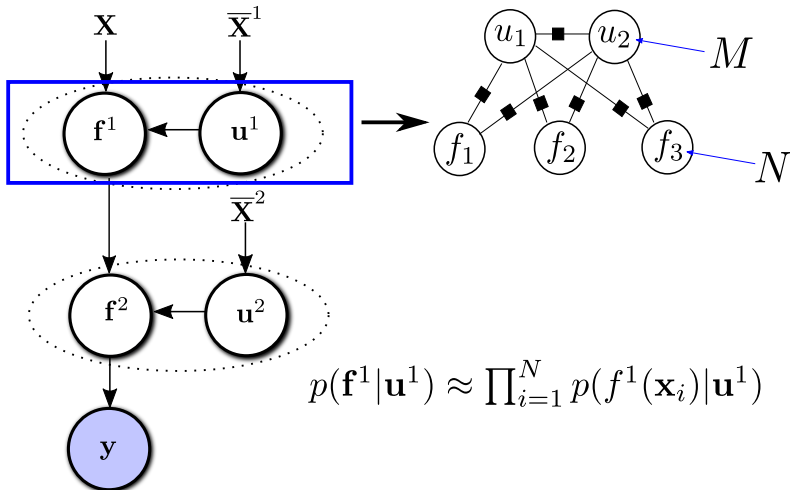 X X̅¹
f¹ u¹
u₁ u₂ M
f₁ f₂ f₃ N
X̅²
f² u²
p(f¹|u¹) ≈ ∏ᵢ₌₁ᴺ p(f¹(xᵢ)|u¹)
y